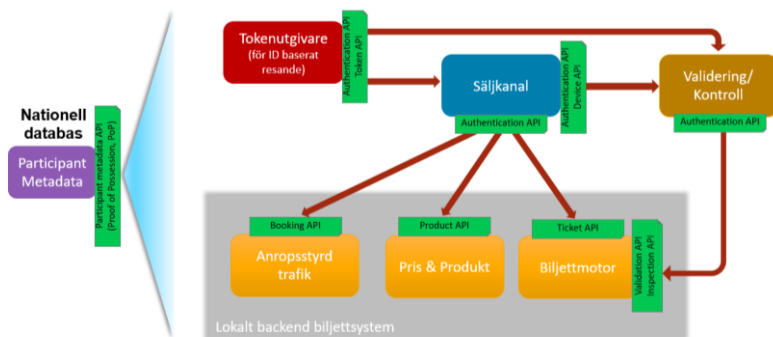 Tokenutgivare
(för ID baserat
resande)
Authentication API
Token API
Säljkanal
Authentication API
Authentication API
Device API
Validering/
Kontroll
Authentication API
Nationell
databas
Participant
Metadata
Participant metadata API
(Proof of Possession, PoP)
Booking API
Anropsstyrd
trafik
Product API
Pris & Produkt
Ticket API
Biljettmotor
Validation API
Inspection API
Lokalt backend biljettsystem